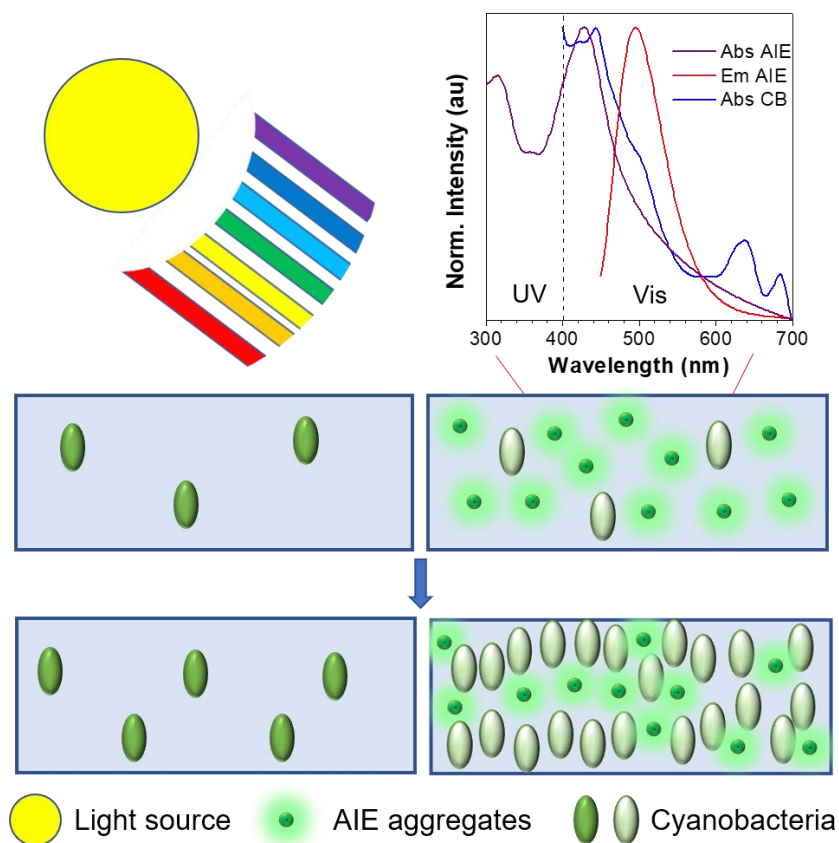 Abs AIE
Em AIE
Abs CB
Norm. Intensity (au)
UV
Vis
300 400 500 600 700
Wavelength (nm)
Light source
AIE aggregates
Cyanobacteria